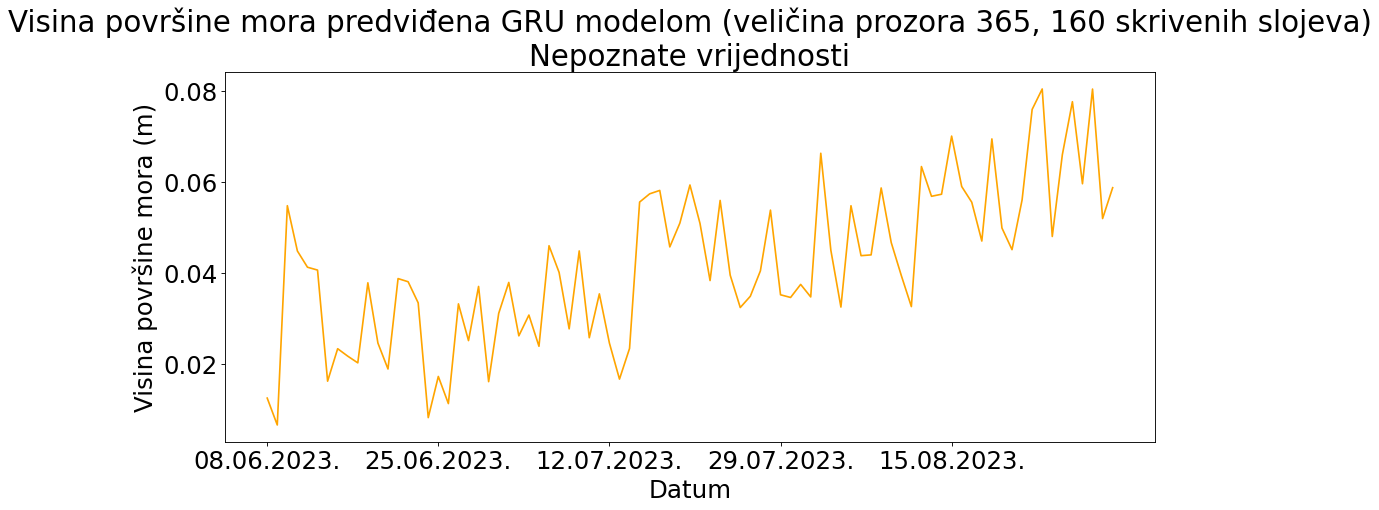 Visina površine mora predviđena GRU modelom (veličina prozora 365, 160 skrivenih slojeva)
Nepoznate vrijednosti
Visina površine mora (m)
0.08
0.06
0.04
0.02
08.06.2023. 25.06.2023. 12.07.2023. 29.07.2023. 15.08.2023.
Datum